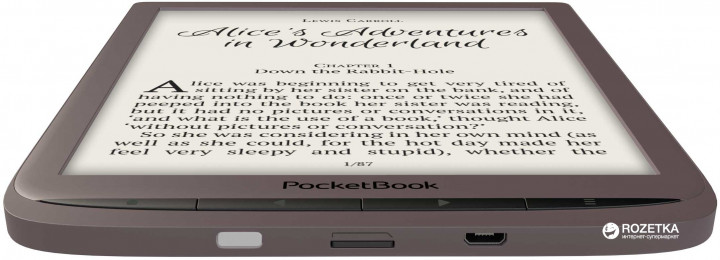 LEWIS CARROLL
Alice's Adventures
in Wonderland
CHAPTER 1
Down the Rabbit-Hole
Alice was beginning to get very tired of
sitting by her sister on the bank, and of
having nothing to do: once or twice she had
peeped into the book her sister was reading,
but it had no pictures or conversations in it,
'and what is the use of a book,' thought Alice
'without pictures or conversation?'
So she was considering in her own mind (as
well as she could, for the hot day made her
feel very sleepy and stupid), whether the
1/87
PocketBook
ROZETKA
интернет-супермаркет